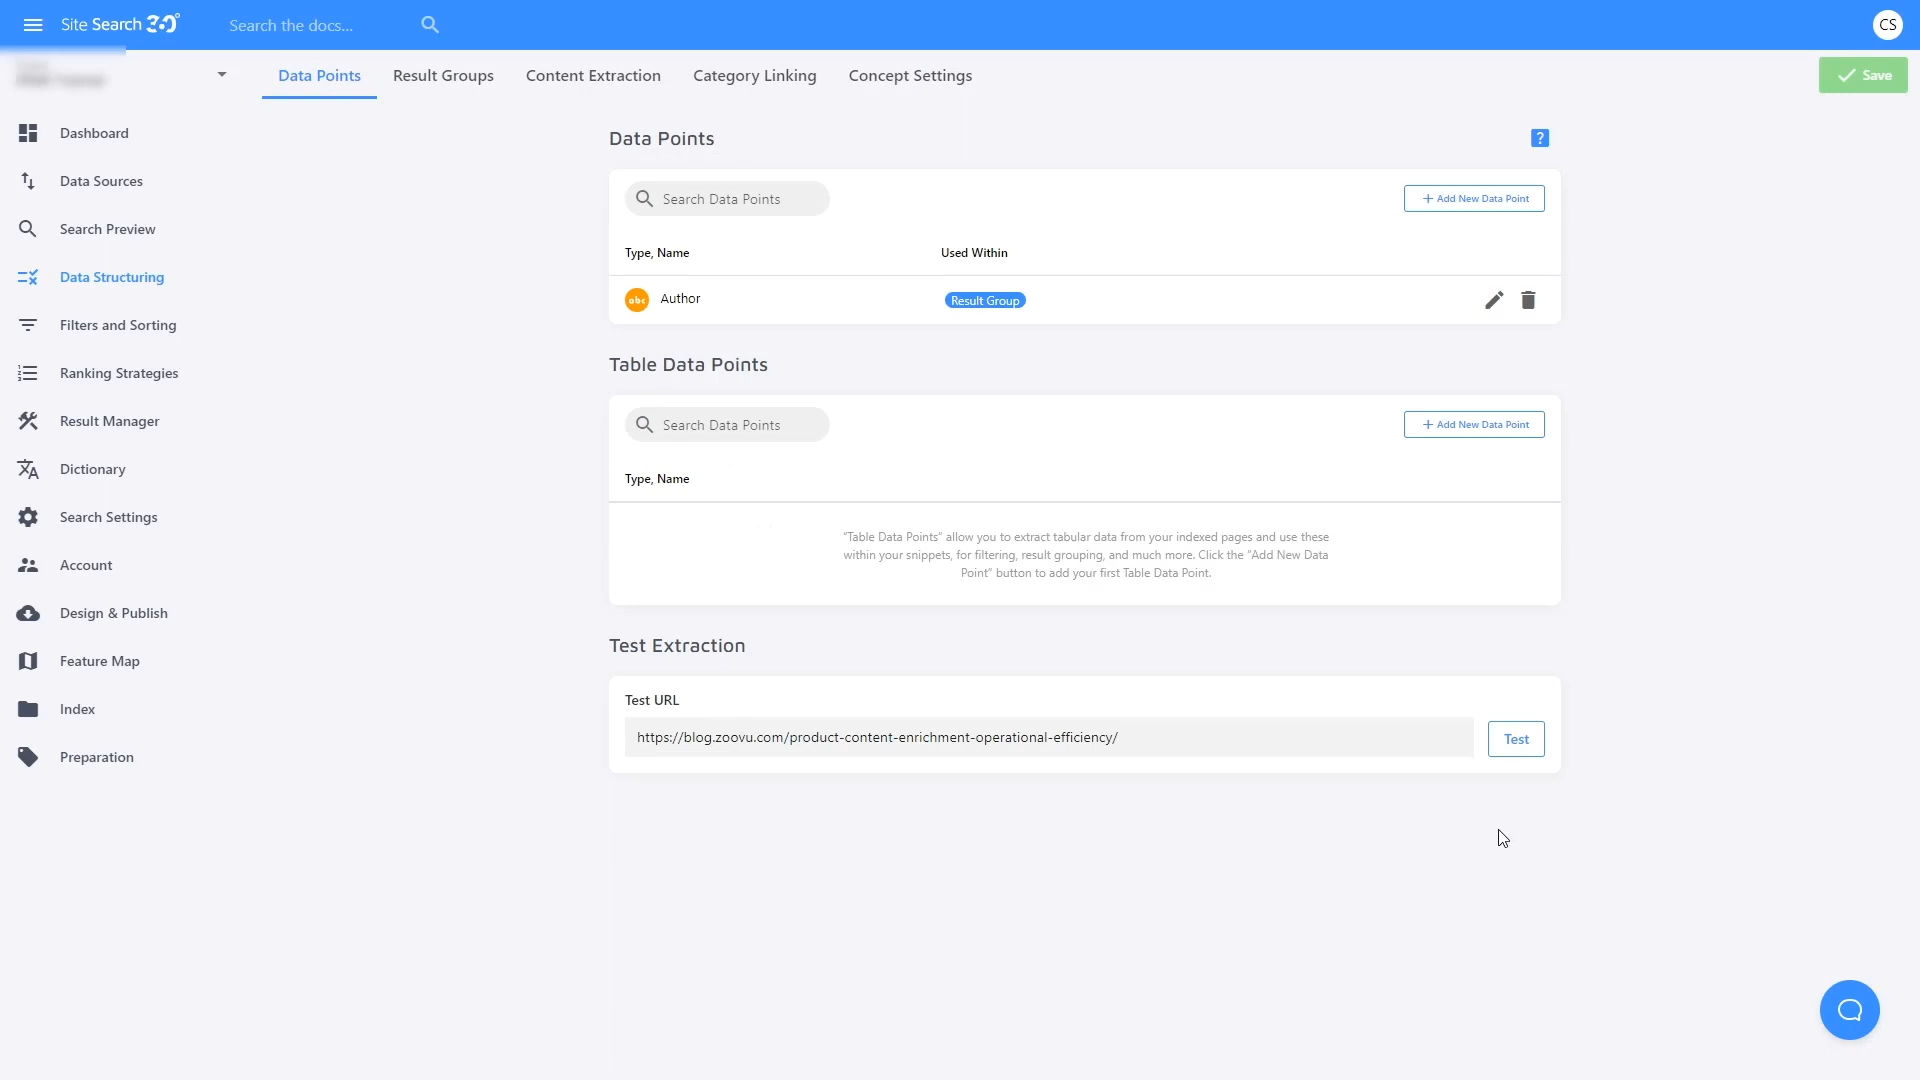 Site Search 360
Search the docs...
CS
Data Points
Result Groups
Content Extraction
Category Linking
Concept Settings
Save
Dashboard
Data Sources
Search Preview
Data Structuring
Filters and Sorting
Ranking Strategies
Result Manager
Dictionary
Search Settings
Account
Design & Publish
Feature Map
Index
Preparation
Data Points
?
Search Data Points
+ Add New Data Point
Type, Name
Used Within
abc
Author
Result Group
Table Data Points
Search Data Points
+ Add New Data Point
Type, Name
"Table Data Points" allow you to extract tabular data from your indexed pages and use these
within your snippets, for filtering, result grouping, and much more. Click the "Add New Data
Point" button to add your first Table Data Point.
Test Extraction
Test URL
https://blog.zoovu.com/product-content-enrichment-operational-efficiency/
Test